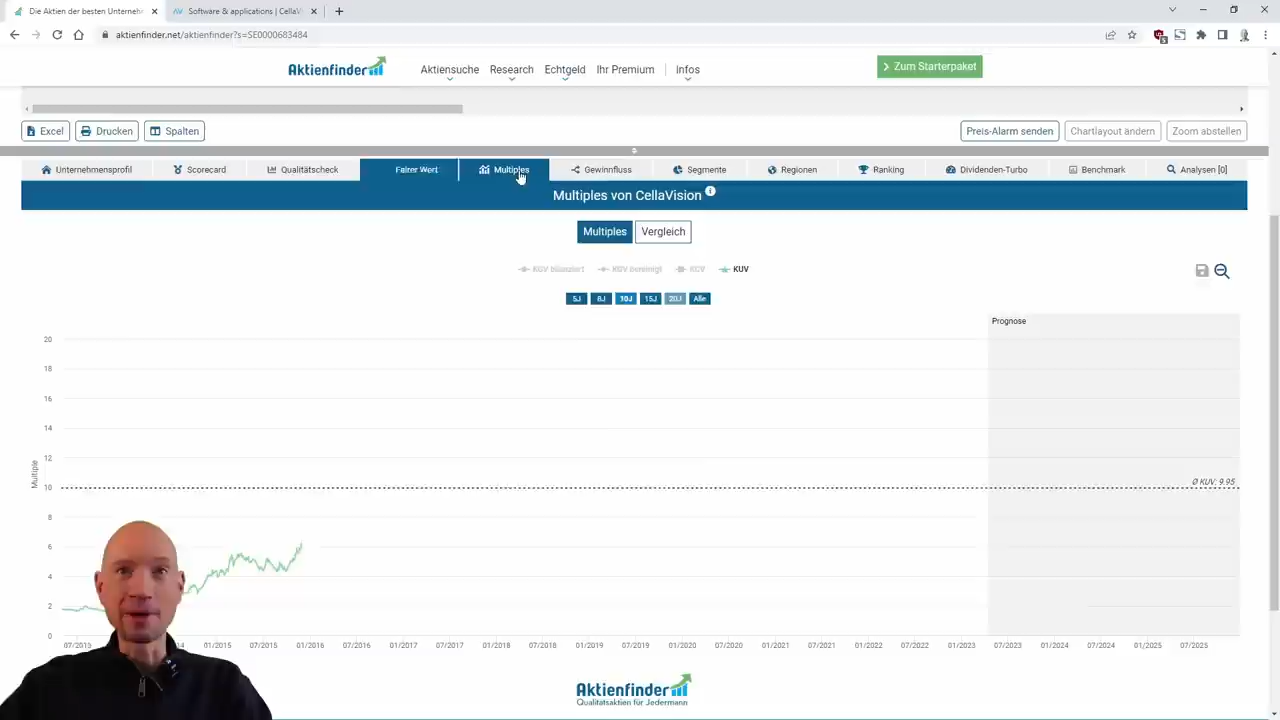 Die Aktien der besten Unterneh
Software & applications | CellaVi
aktienfinder.net/aktienfinder?s=SE0000683484
Aktienfinder
Aktiensuche
Research
Echtgeld
Ihr Premium
Infos
Zum Starterpaket
Excel
Drucken
Spalten
Preis-Alarm senden
Chartlayout ändern
Zoom abstellen
Unternehmensprofil
Scorecard
Qualitätscheck
Fairer Wert
Multiples
Gewinnfluss
Segmente
Regionen
Ranking
Dividenden-Turbo
Benchmark
Analysen [0]
Multiples von CellaVision
Multiples
Vergleich
KGV bilanziert
KGV bereinigt
KCV
KUV
5J
8J
10J
15J
20J
Alle
Prognose
20
18
16
14
12
10
8
6
4
2
0
Multiple
Ø KUV: 9.95
07/2013
01/2015
07/2015
01/2016
07/2016
01/2017
07/2017
01/2018
07/2018
01/2019
07/2019
01/2020
07/2020
01/2021
07/2021
01/2022
07/2022
01/2023
07/2023
01/2024
07/2024
01/2025
07/2025
Aktienfinder
Qualitätsaktien für Jedermann